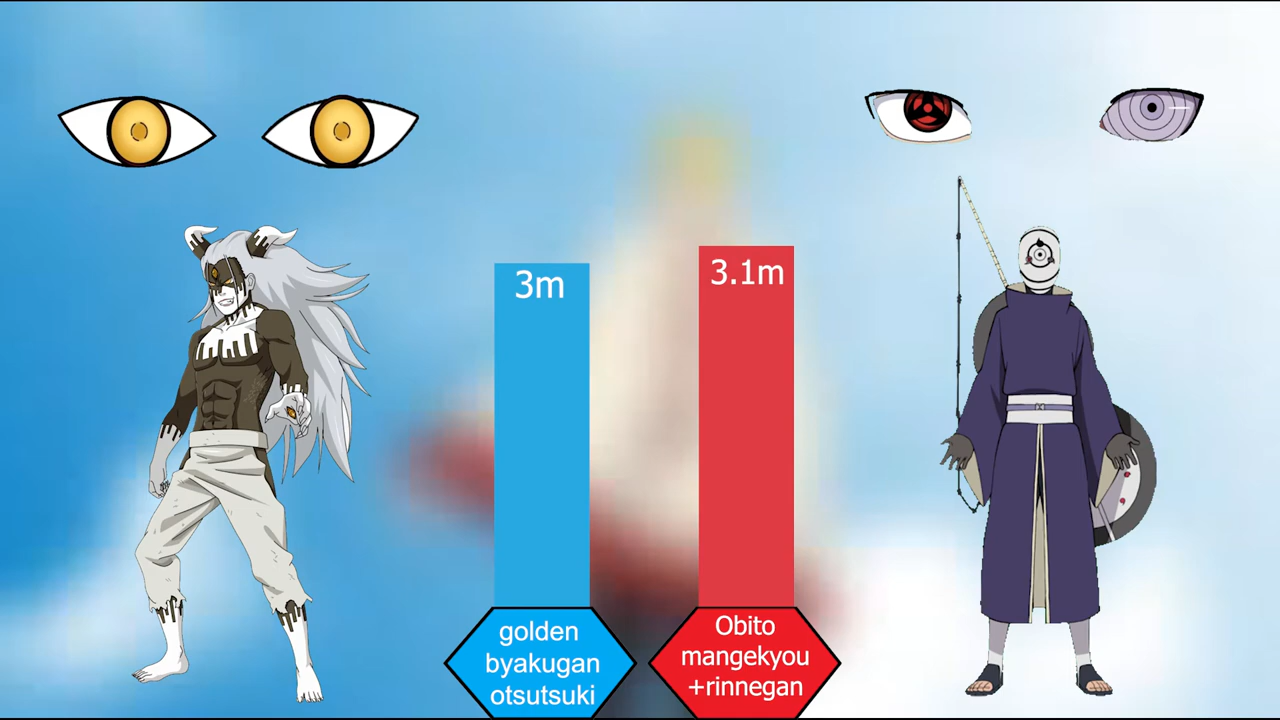 3m
3.1m
golden
byakugan
otsutsuki
Obito
mangekyou
+rinnegan